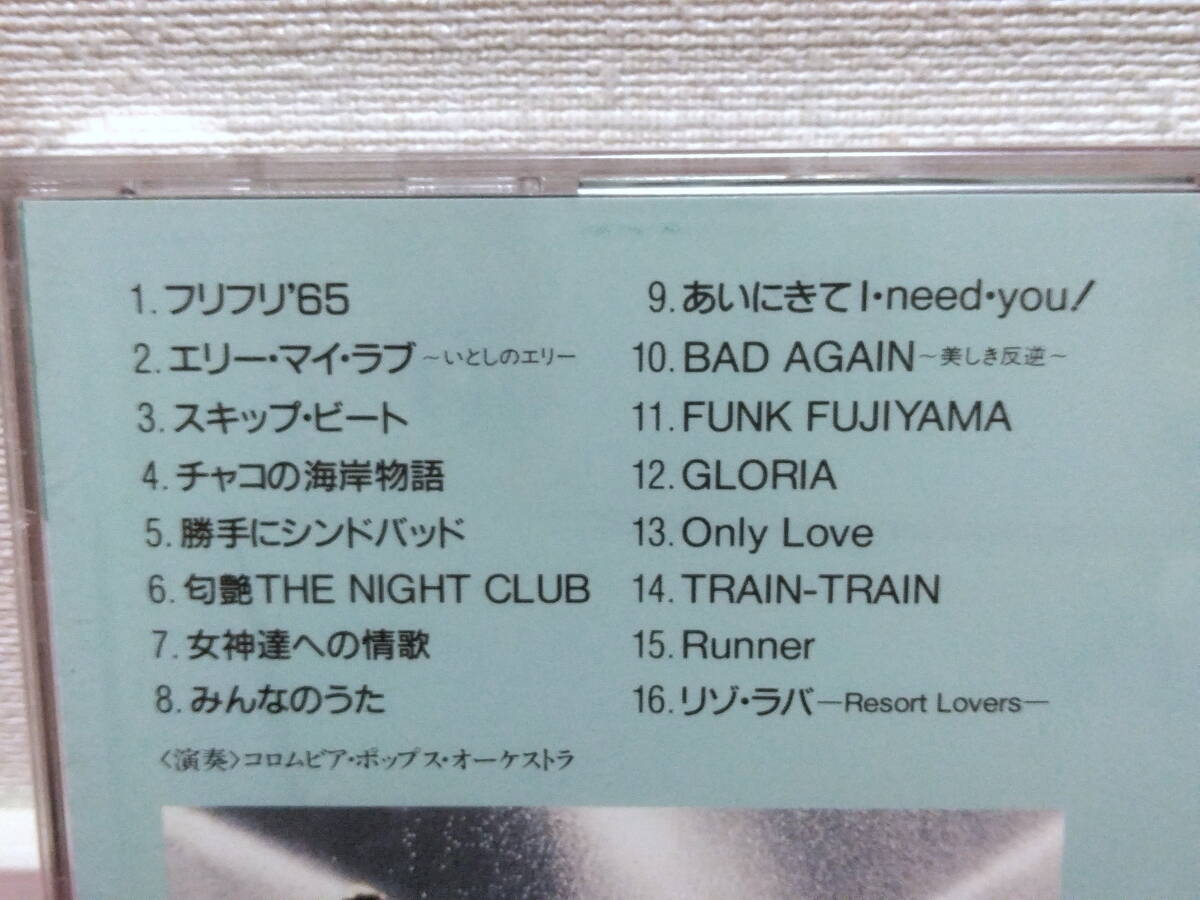 1.フリフリ'65
2.エリー・マイ・ラブ～いとしのエリー
3.スキップ・ビート
4.チャコの海岸物語
5.勝手にシンドバッド
6.匂艶THE NIGHT CLUB
7.女神達への情歌
8.みんなのうた
9.あいにきてI・need・you!
10.BAD AGAIN～美しき反逆～
11.FUNK FUJIYAMA
12.GLORIA
13.Only Love
14.TRAIN-TRAIN
15.Runner
16.リゾ・ラバ―Resort Lovers―
〈演奏〉コロムビア・ポップス・オーケストラ